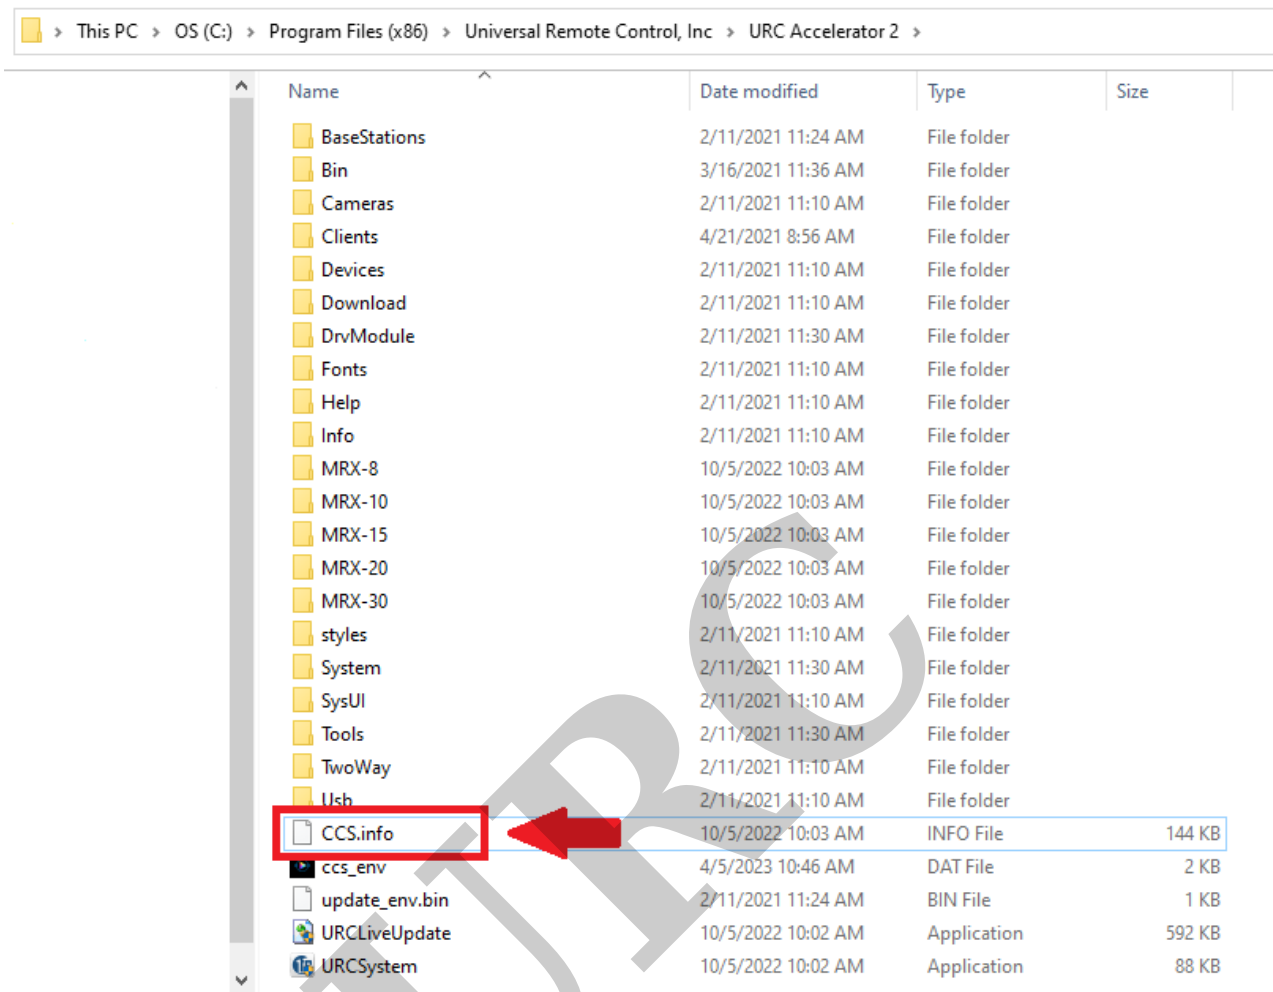 This PC > OS (C:) > Program Files (x86) > Universal Remote Control, Inc > URC Accelerator 2 >
Name Date modified Type Size
BaseStations 2/11/2021 11:24 AM File folder
Bin 3/16/2021 11:36 AM File folder
Cameras 2/11/2021 11:10 AM File folder
Clients 4/21/2021 8:56 AM File folder
Devices 2/11/2021 11:10 AM File folder
Download 2/11/2021 11:10 AM File folder
DrvModule 2/11/2021 11:30 AM File folder
Fonts 2/11/2021 11:10 AM File folder
Help 2/11/2021 11:10 AM File folder
Info 2/11/2021 11:10 AM File folder
MRX-8 10/5/2022 10:03 AM File folder
MRX-10 10/5/2022 10:03 AM File folder
MRX-15 10/5/2022 10:03 AM File folder
MRX-20 10/5/2022 10:03 AM File folder
MRX-30 10/5/2022 10:03 AM File folder
styles 2/11/2021 11:10 AM File folder
System 2/11/2021 11:30 AM File folder
SysUI 2/11/2021 11:10 AM File folder
Tools 2/11/2021 11:30 AM File folder
TwoWay 2/11/2021 11:10 AM File folder
Usb 2/11/2021 11:10 AM File folder
CCS.info 10/5/2022 10:03 AM INFO File 144 KB
ccs_env 4/5/2023 10:46 AM DAT File 2 KB
update_env.bin 2/11/2021 11:24 AM BIN File 1 KB
URCLiveUpdate 10/5/2022 10:02 AM Application 592 KB
URCSystem 10/5/2022 10:02 AM Application 88 KB
URC